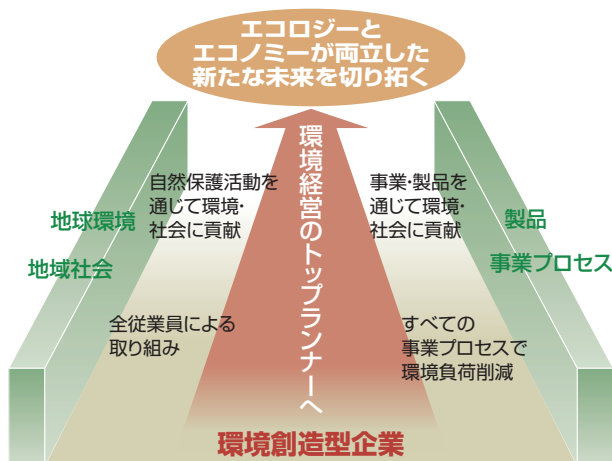 エコロジーと
エコノミーが両立した
新たな未来を切り拓く
環境経営のトップランナーへ
自然保護活動を
通じて環境・
社会に貢献
事業・製品を
通じて環境・
社会に貢献
地球環境
地域社会
製品
事業プロセス
全従業員による
取り組み
すべての
事業プロセスで
環境負荷削減
環境創造型企業